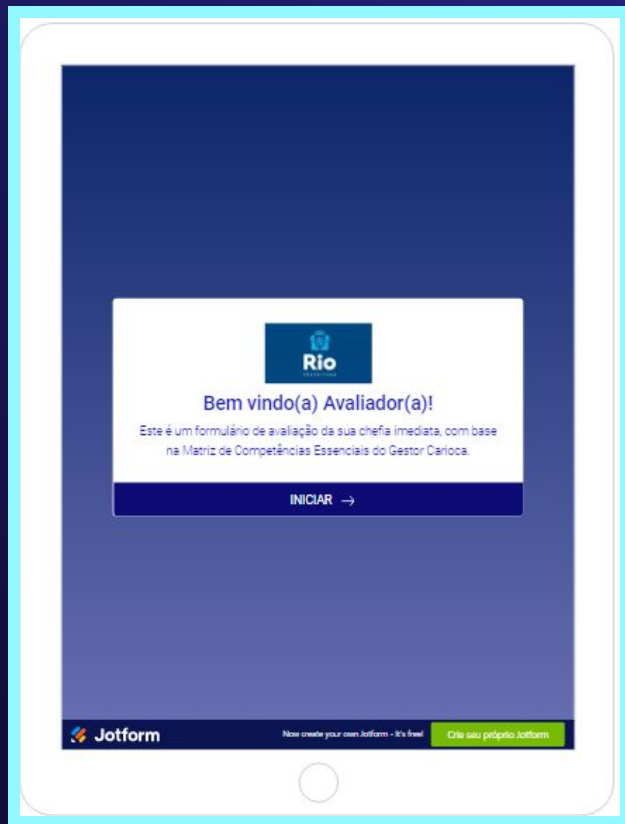 Rio
PREFEITURA
Bem vindo(a) Avaliador(a)!
Este é um formulário de avaliação da sua chefia imediata, com base
na Matriz de Competências Essenciais do Gestor Carioca.
INICIAR →
Jotform
Now create your own Jotform - It's free!
Crie seu próprio Jotform